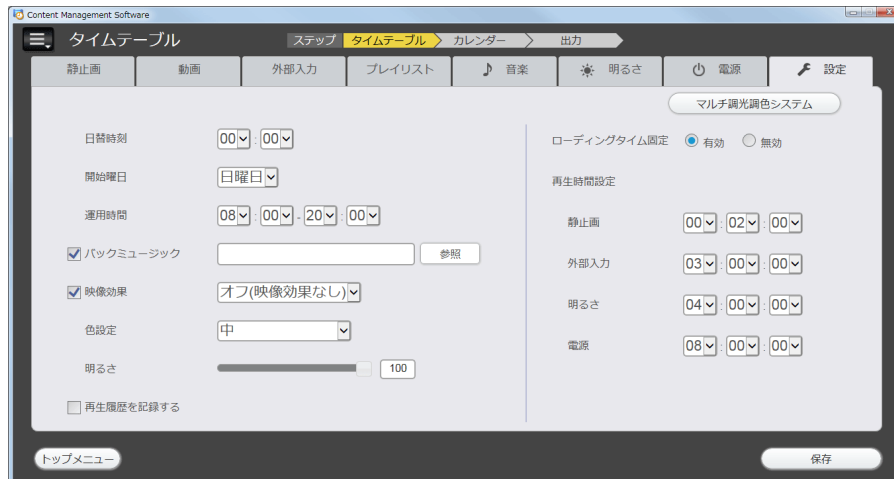 Content Management Software
タイムテーブル
ステップ タイムテーブル カレンダー 出力
静止画 動画 外部入力 プレイリスト 音楽 明るさ 電源 設定
マルチ調光調色システム
日替時刻 00 : 00
ローディングタイム固定 有効 無効
開始曜日 日曜日
再生時間設定
運用時間 08 : 00 - 20 : 00
静止画 00 : 02 : 00
バックミュージック 参照
外部入力 03 : 00 : 00
映像効果 オフ(映像効果なし)
明るさ 04 : 00 : 00
色設定 中
電源 08 : 00 : 00
明るさ 100
再生履歴を記録する
トップメニュー 保存